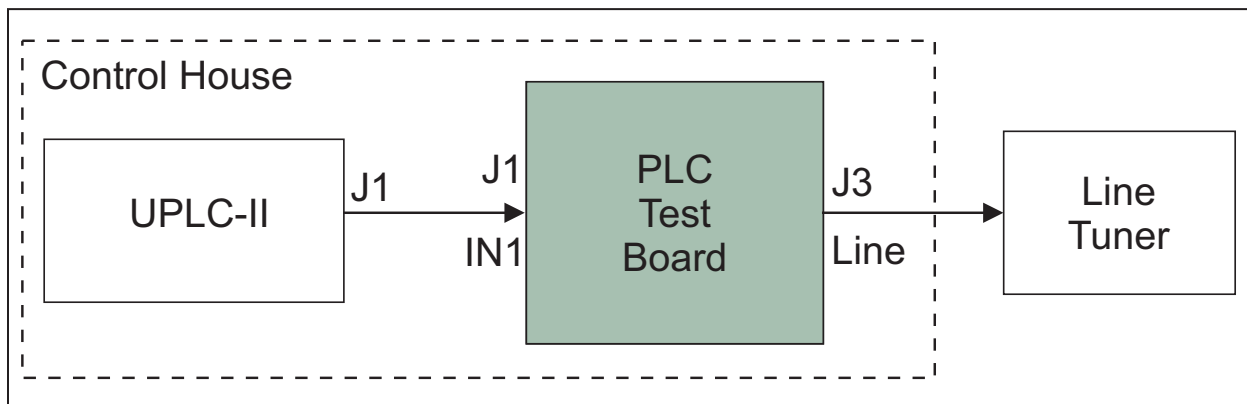 Control House
UPLC-II
J1
J1
IN1
PLC
Test
Board
J3
Line
Line
Tuner